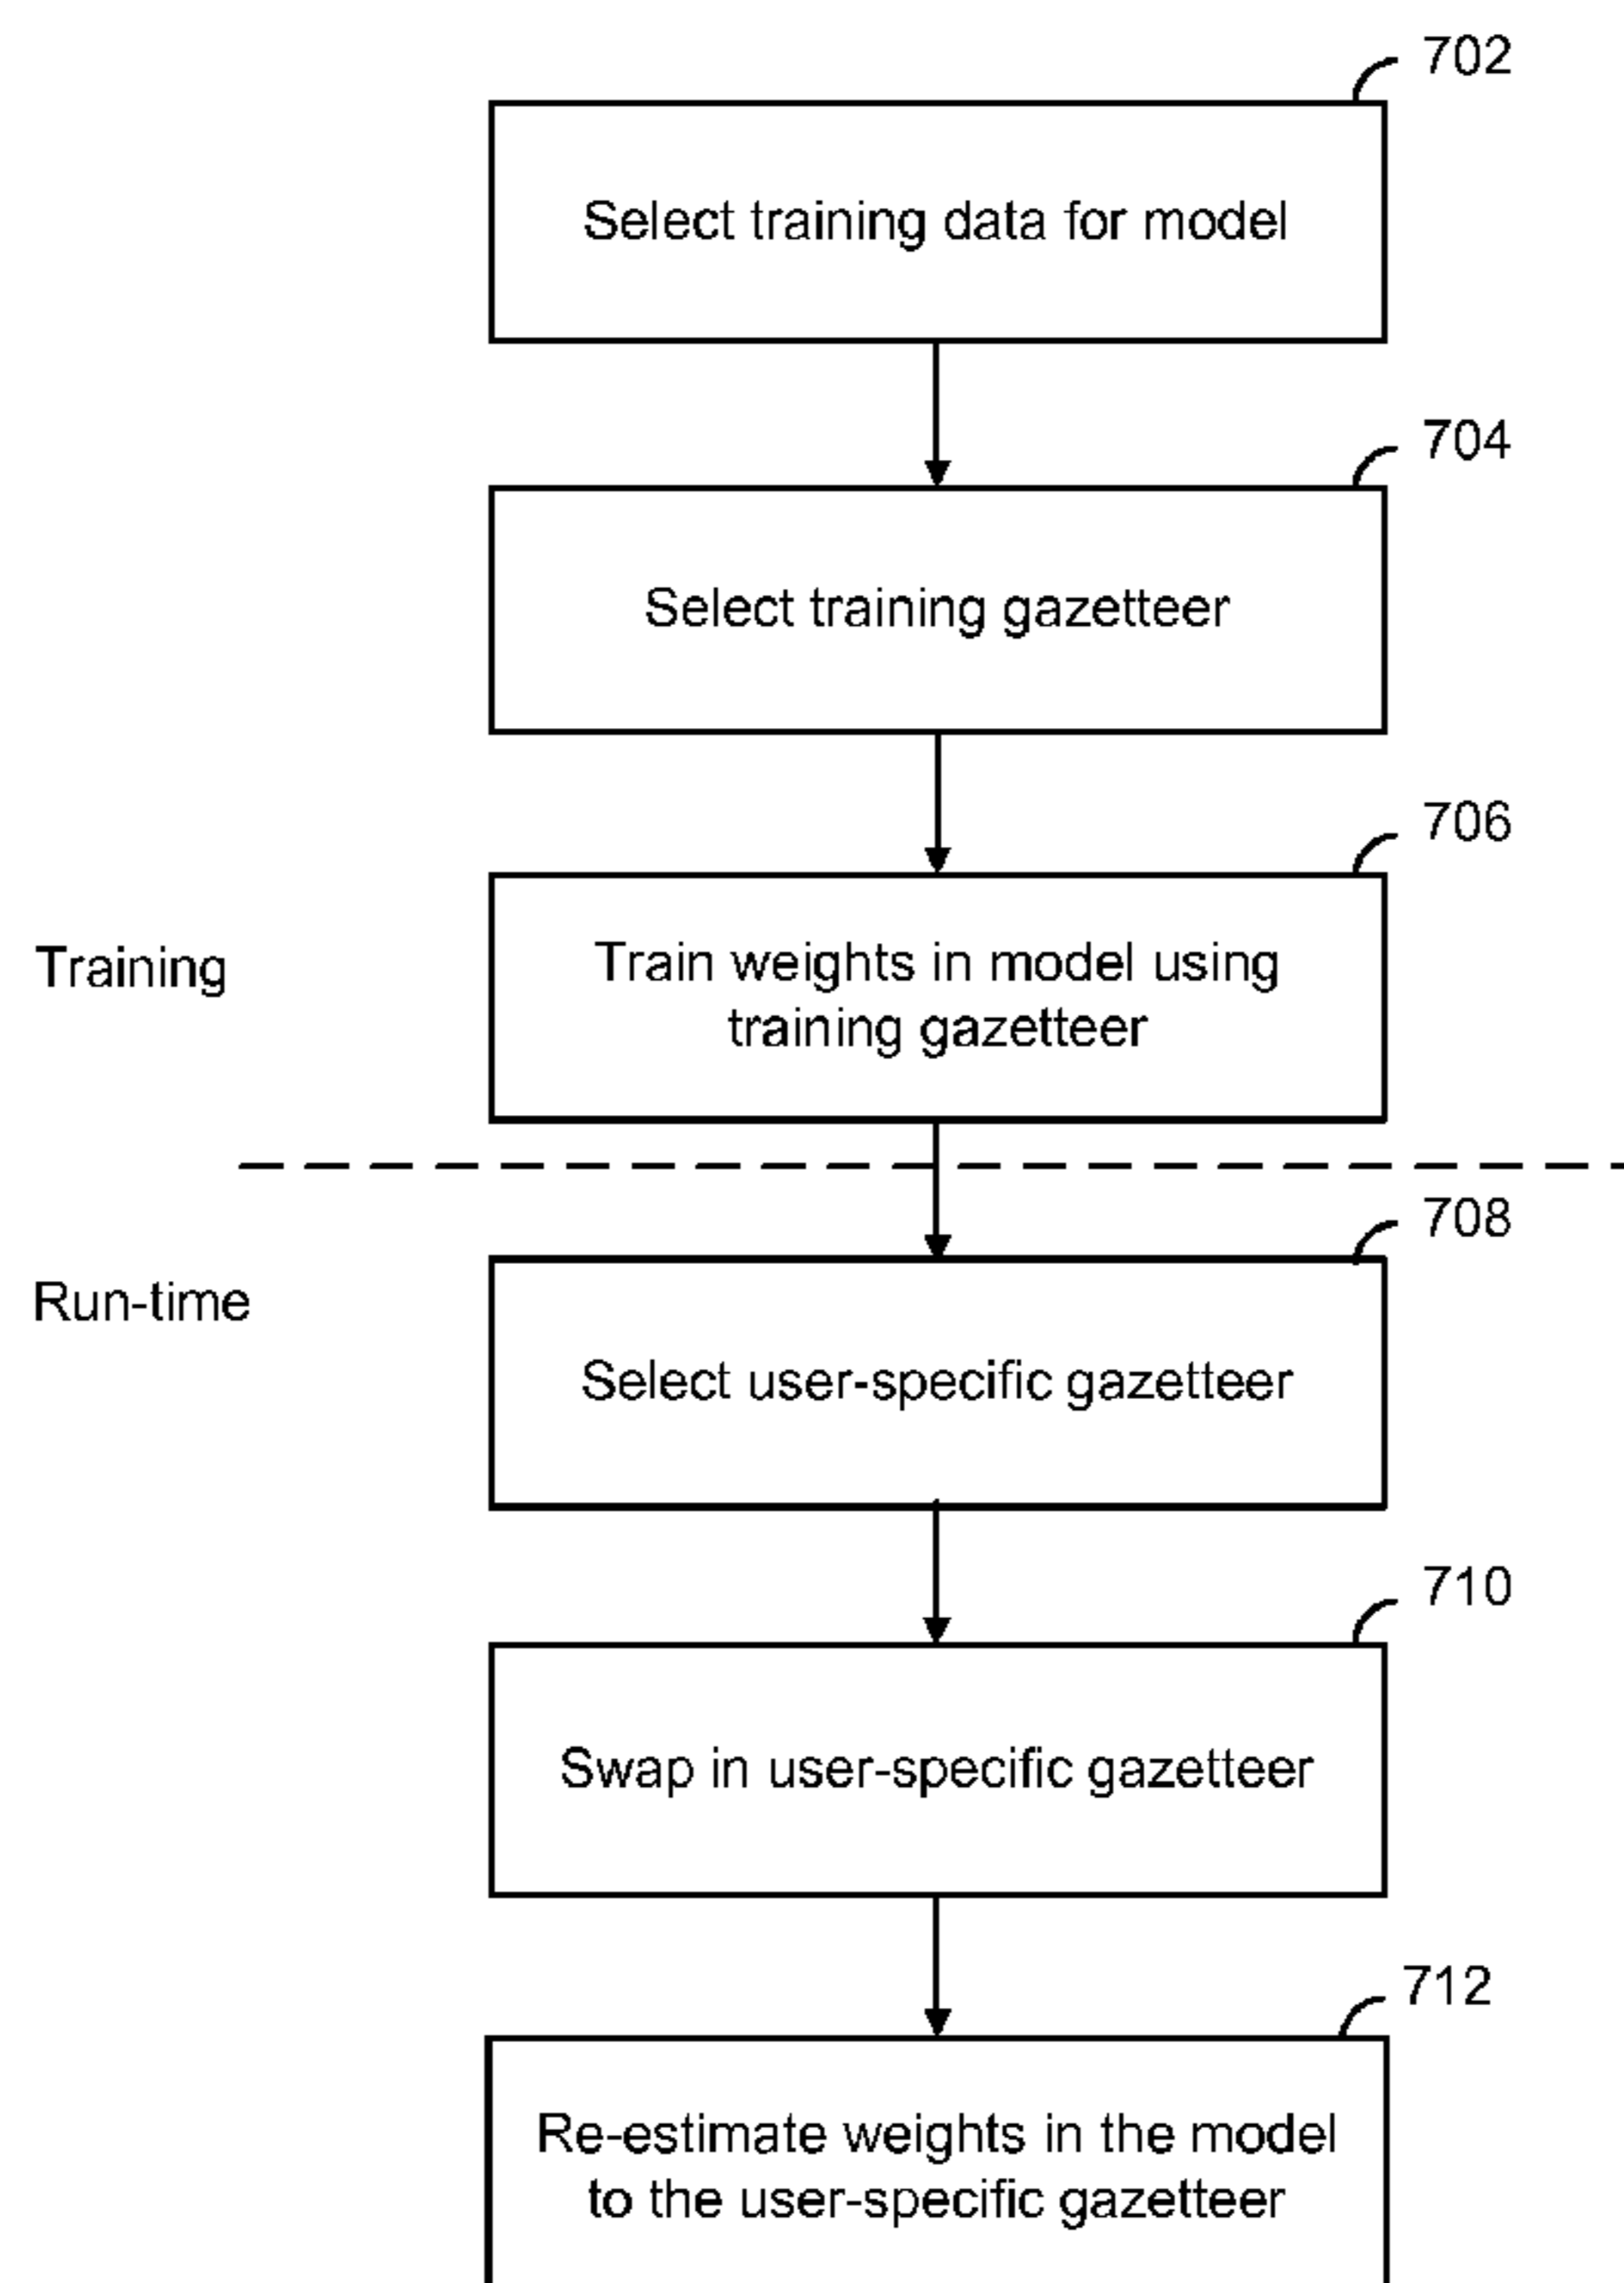 702
Select training data for model
704
Select training gazetteer
706
Training
Train weights in model using
training gazetteer
708
Run-time
Select user-specific gazetteer
710
Swap in user-specific gazetteer
712
Re-estimate weights in the model
to the user-specific gazetteer